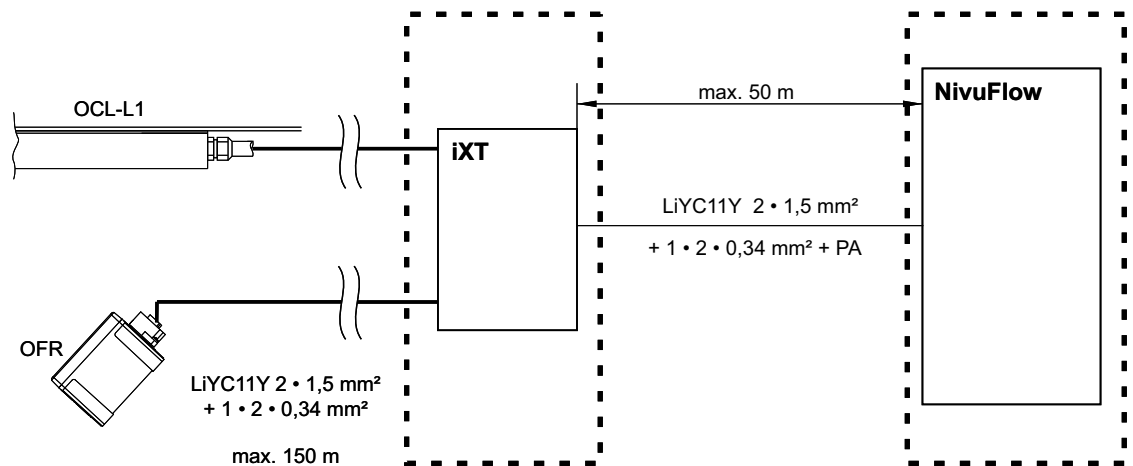 OCL-L1
iXT
max. 50 m
NivuFlow
LiYC11Y 2 • 1,5 mm²
+ 1 • 2 • 0,34 mm² + PA
OFR
LiYC11Y 2 • 1,5 mm²
+ 1 • 2 • 0,34 mm²
max. 150 m